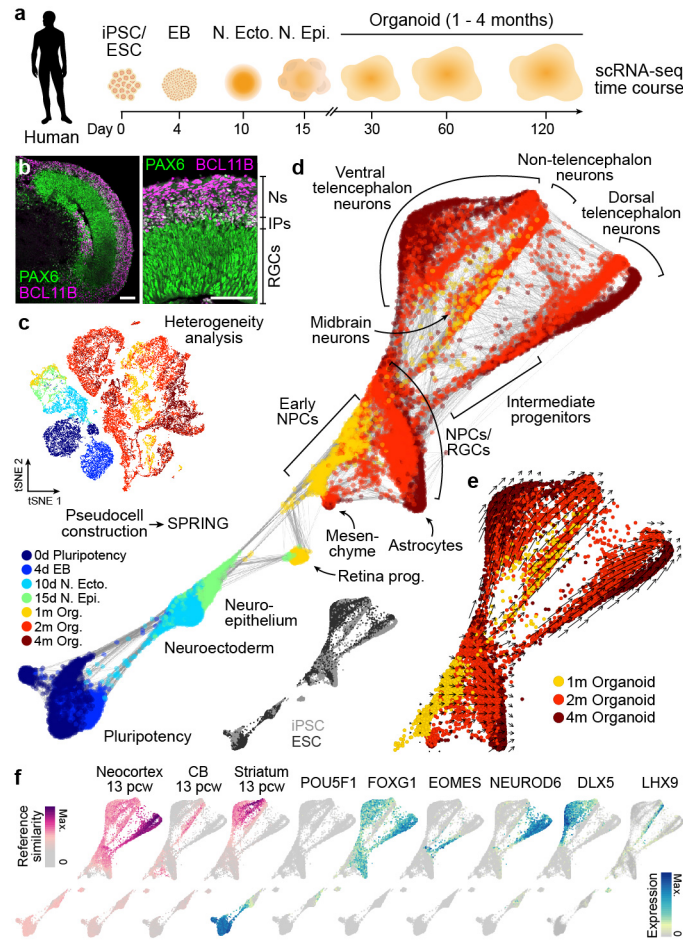 a
iPSC/
ESC
EB
N. Ecto.
N. Epi.
Organoid (1 - 4 months)
scRNA-seq
time course
Human
Day 0
4
10
15
30
60
120
b
PAX6
BCL11B
PAX6 BCL11B
Ns
IPs
RGCs
c
Heterogeneity
analysis
tSNE 2
tSNE 1
Pseudocell
construction
SPRING
0d Pluripotency
4d EB
10d N. Ecto.
15d N. Epi.
1m Org.
2m Org.
4m Org.
d
Ventral
telencephalon
neurons
Non-telencephalon
neurons
Dorsal
telencephalon
neurons
Midbrain
neurons
Early
NPCs
Intermediate
progenitors
NPCs/
RGCs
Mesen-
chyme
Astrocytes
Retina prog.
Neuro-
epithelium
Neuroectoderm
Pluripotency
iPSC
ESC
e
1m Organoid
2m Organoid
4m Organoid
f
Neocortex
13 pcw
CB
13 pcw
Striatum
13 pcw
POU5F1
FOXG1
EOMES
NEUROD6
DLX5
LHX9
Reference
similarity
Max.
0
Expression
Max.
0